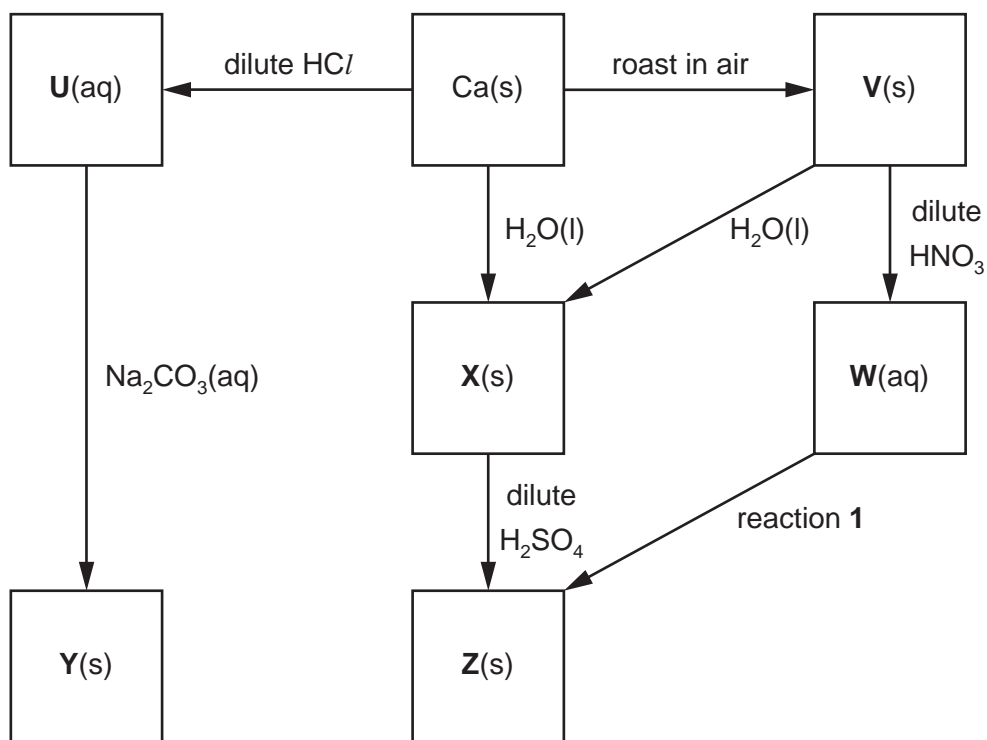 U(aq)
dilute HCl
Ca(s)
roast in air
V(s)
H₂O(l)
H₂O(l)
dilute
HNO₃
Na₂CO₃(aq)
X(s)
W(aq)
dilute
H₂SO₄
reaction 1
Y(s)
Z(s)